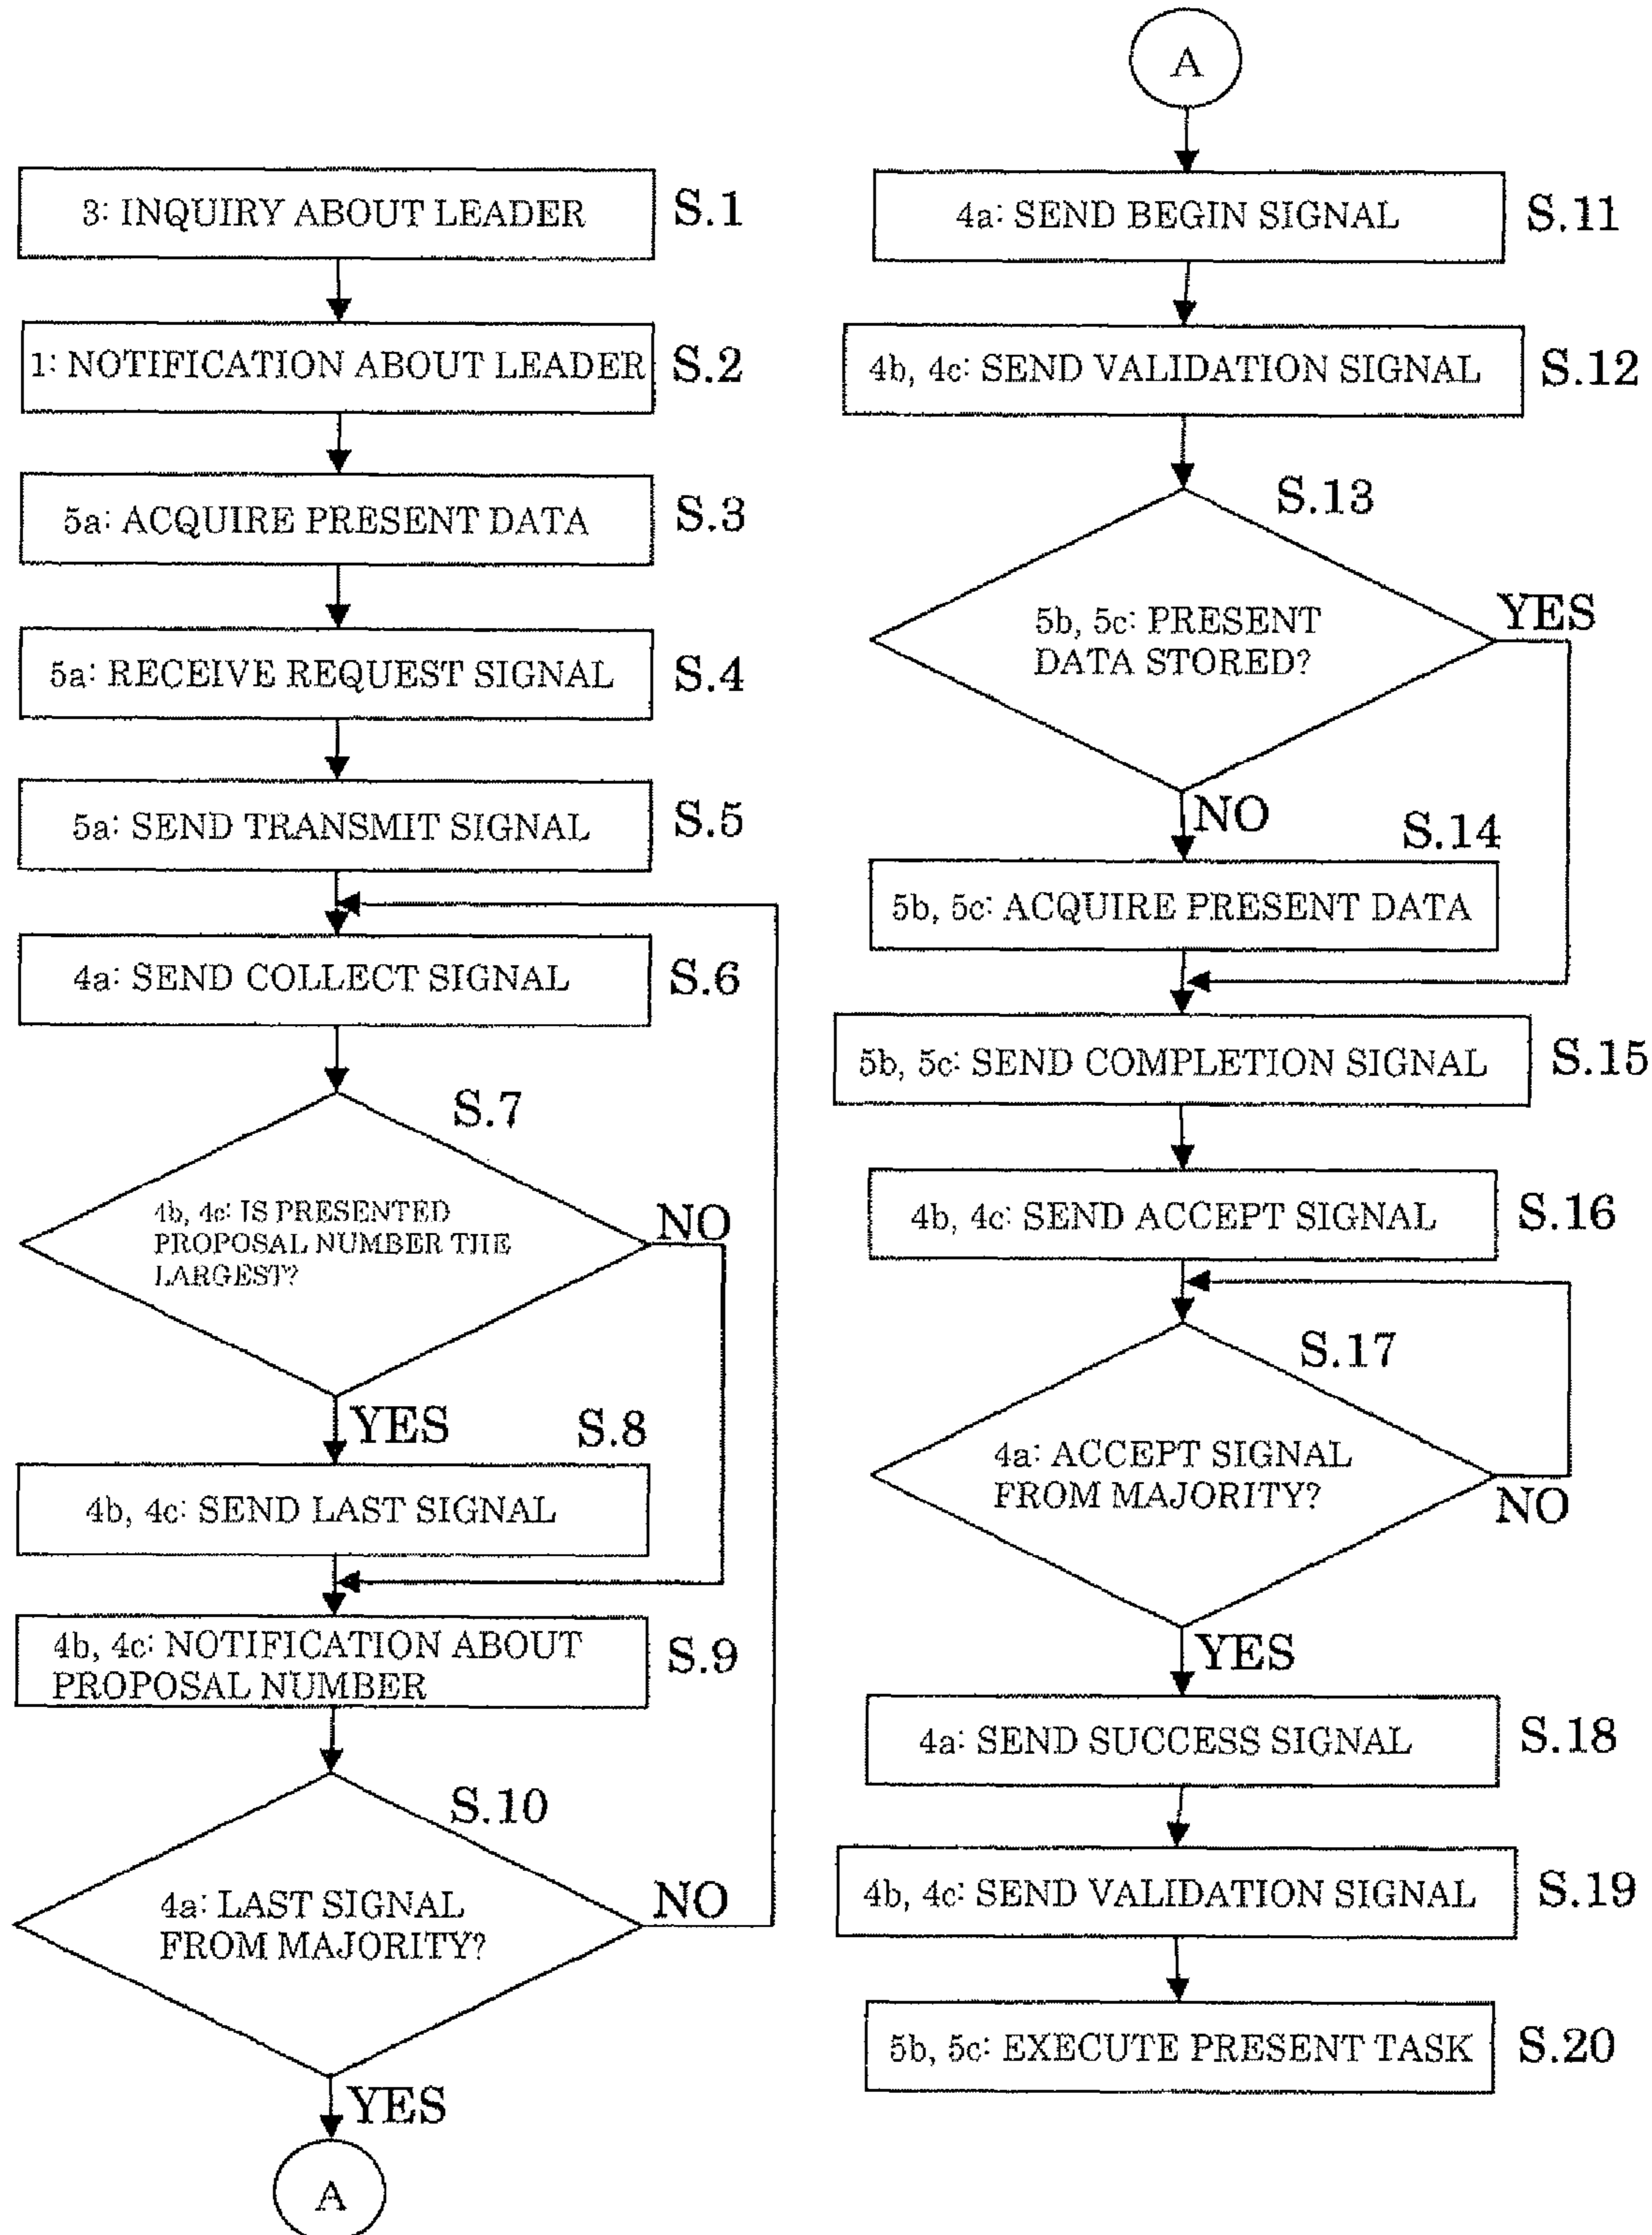 3: INQUIRY ABOUT LEADER
S.1
1: NOTIFICATION ABOUT LEADER
S.2
5a: ACQUIRE PRESENT DATA
S.3
5a: RECEIVE REQUEST SIGNAL
S.4
5a: SEND TRANSMIT SIGNAL
S.5
4a: SEND COLLECT SIGNAL
S.6
S.7
4b, 4c: IS PRESENTED
PROPOSAL NUMBER THE
LARGEST?
NO
YES
S.8
4b, 4c: SEND LAST SIGNAL
4b, 4c: NOTIFICATION ABOUT
PROPOSAL NUMBER
S.9
S.10
4a: LAST SIGNAL
FROM MAJORITY?
NO
YES
A
A
4a: SEND BEGIN SIGNAL
S.11
4b, 4c: SEND VALIDATION SIGNAL
S.12
S.13
5b, 5c: PRESENT
DATA STORED?
YES
NO
S.14
5b, 5c: ACQUIRE PRESENT DATA
5b, 5c: SEND COMPLETION SIGNAL
S.15
4b, 4c: SEND ACCEPT SIGNAL
S.16
S.17
4a: ACCEPT SIGNAL
FROM MAJORITY?
NO
YES
4a: SEND SUCCESS SIGNAL
S.18
4b, 4c: SEND VALIDATION SIGNAL
S.19
5b, 5c: EXECUTE PRESENT TASK
S.20